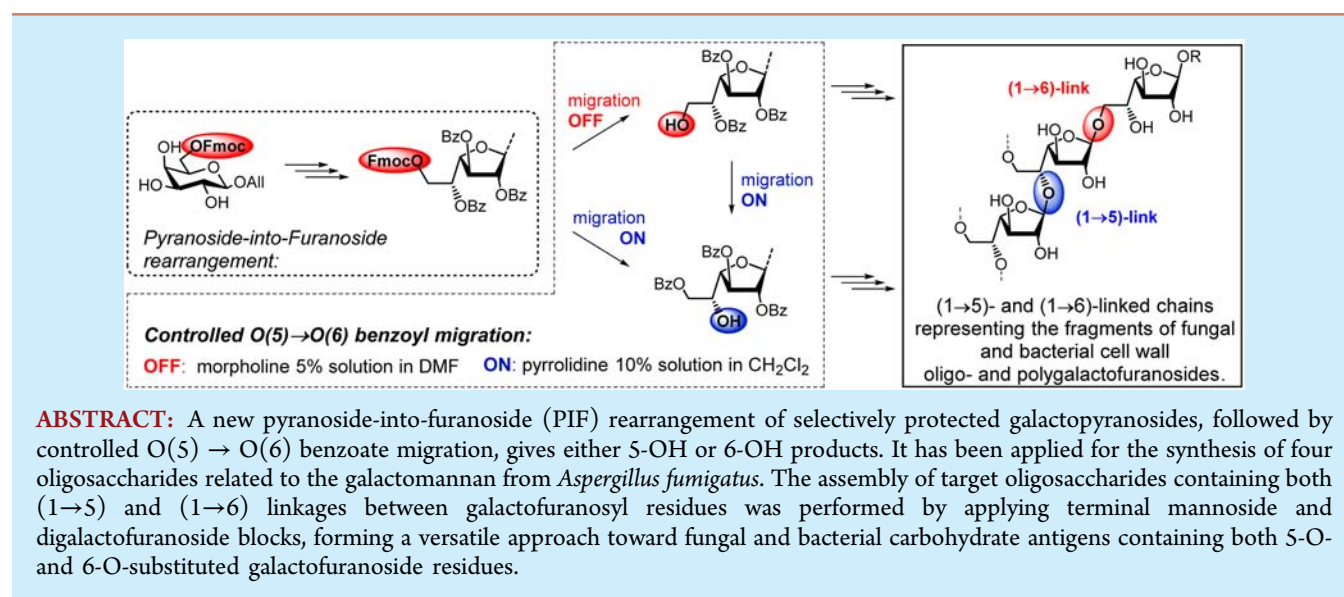 OH OFmoc
HO
O
OAll
OH
Pyranoside-into-Furanoside
rearrangement:
BzO
FmocO
O
OBz
OBz
migration
OFF
migration
ON
BzO
O
HO
OBz
OBz
migration
ON
BzO
O
BzO
OBz
OH
Controlled O(5)→O(6) benzoyl migration:
OFF: morpholine 5% solution in DMF ON: pyrrolidine 10% solution in CH₂Cl₂
(1→6)-link
HO
O
OR
OH
OH
O
HO
O
O
OH
O
HO
O
(1→5)-link
O
OH
O
(1→5)- and (1→6)-linked chains
representing the fragments of fungal
and bacterial cell wall
oligo- and polygalactofuranosides.
ABSTRACT: A new pyranoside-into-furanoside (PIF) rearrangement of selectively protected galactopyranosides, followed by
controlled O(5) → O(6) benzoate migration, gives either 5-OH or 6-OH products. It has been applied for the synthesis of four
oligosaccharides related to the galactomannan from Aspergillus fumigatus. The assembly of target oligosaccharides containing both
(1→5) and (1→6) linkages between galactofuranosyl residues was performed by applying terminal mannoside and
digalactofuranoside blocks, forming a versatile approach toward fungal and bacterial carbohydrate antigens containing both 5-O-
and 6-O-substituted galactofuranoside residues.